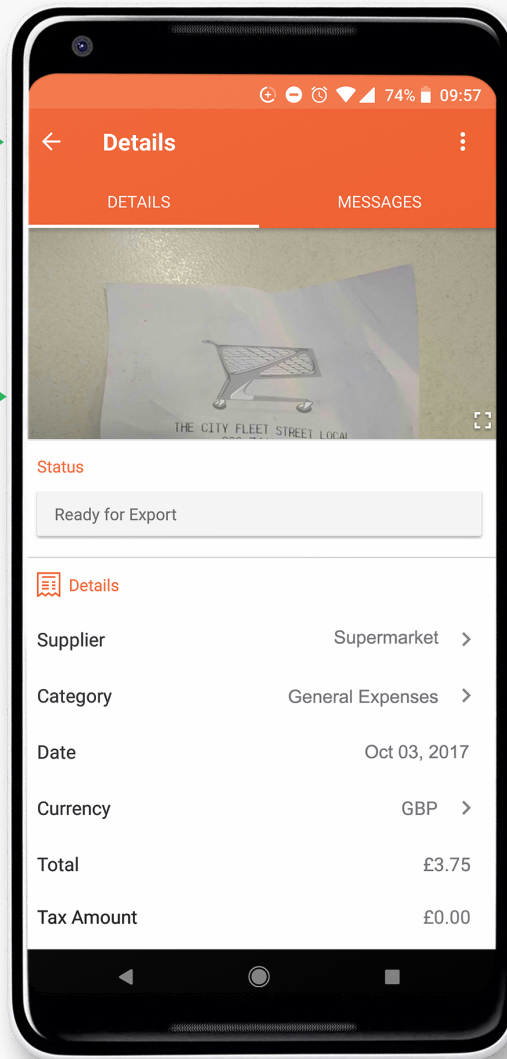 74% 09:57
Details
DETAILS MESSAGES
THE CITY FLEET STREET LOCAL
Status
Ready for Export
Details
Supplier Supermarket
Category General Expenses
Date Oct 03, 2017
Currency GBP
Total £3.75
Tax Amount £0.00